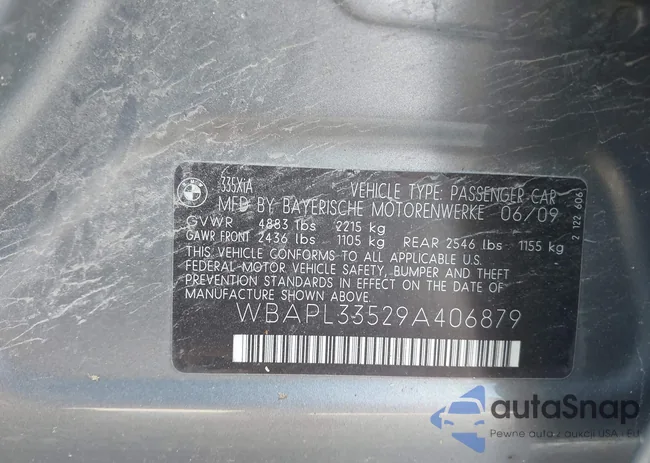 335XiA VEHICLE TYPE: PASSENGER CAR
MFD BY BAYERISCHE MOTORENWERKE 06/09
GVWR 4883 lbs 2215 kg
GAWR FRONT 2436 lbs 1105 kg REAR 2546 lbs 1155 kg
THIS VEHICLE CONFORMS TO ALL APPLICABLE U.S.
FEDERAL MOTOR VEHICLE SAFETY, BUMPER AND THEFT
PREVENTION STANDARDS IN EFFECT ON THE DATE OF
MANUFACTURE SHOWN ABOVE.
WBAPL33529A406879
2 122 606
autaSnap
Pewne auta z aukcji USA i EU